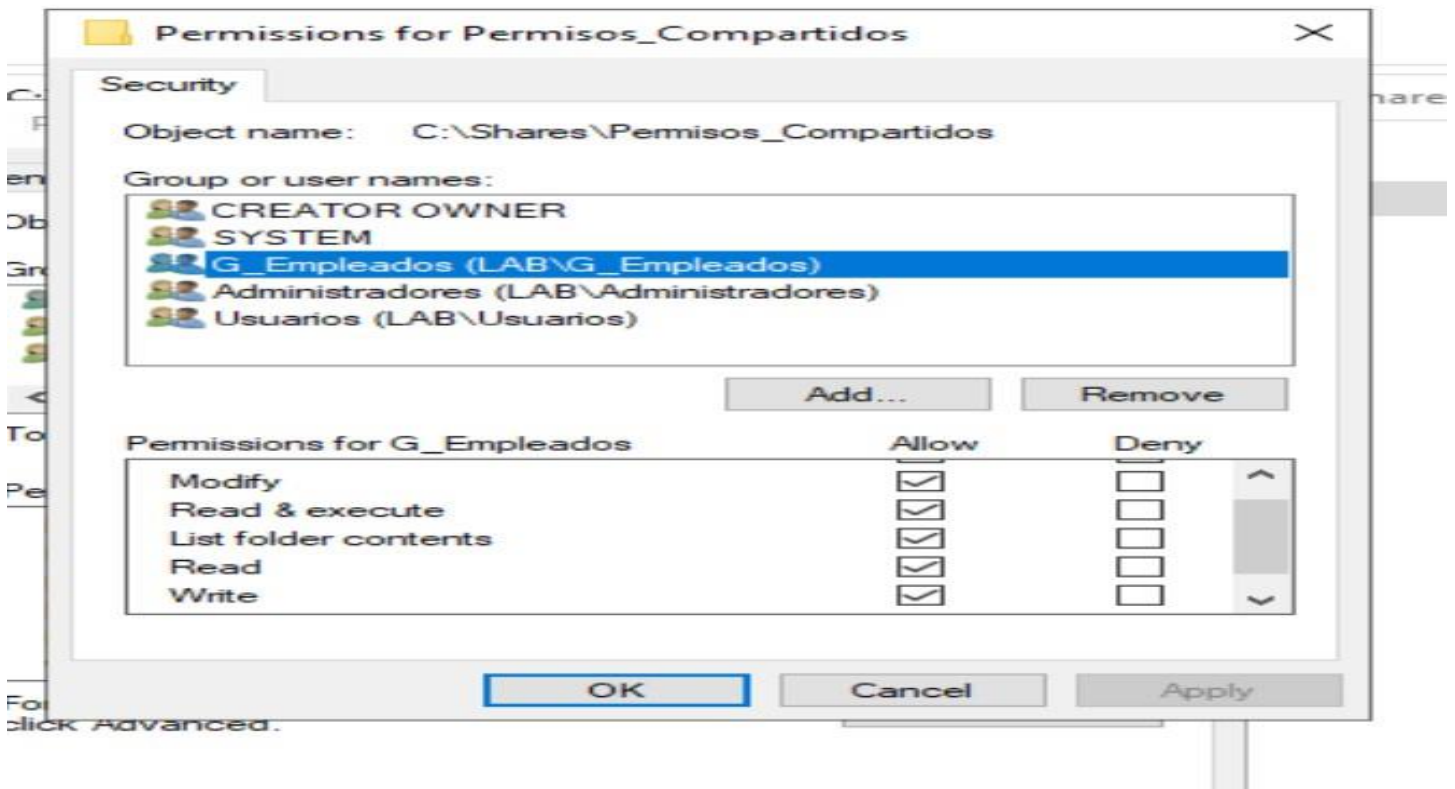 Permissions for Permisos_Compartidos
Security
Object name: C:\Shares\Permisos_Compartidos
Group or user names:
CREATOR OWNER
SYSTEM
G_Empleados (LAB\G_Empleados)
Administradores (LAB\Administradores)
Usuarios (LAB\Usuarios)
Add... Remove
Permissions for G_Empleados Allow Deny
Modify
Read & execute
List folder contents
Read
Write
OK Cancel Apply
click Advanced.